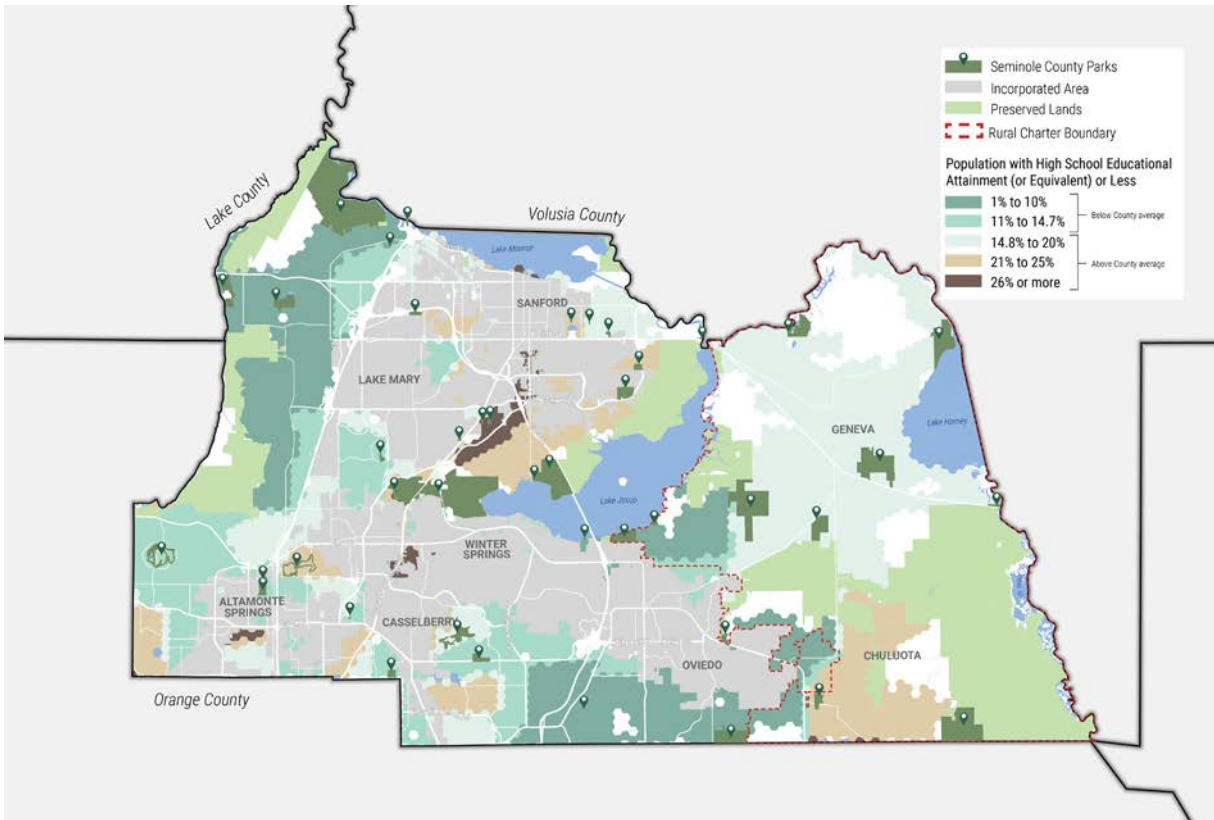 Seminole County Parks
Incorporated Area
Preserved Lands
Rural Charter Boundary
Population with High School Educational
Attainment (or Equivalent) or Less
1% to 10%
11% to 14.7%
Below County average
14.8% to 20%
21% to 25%
Above County average
26% or more
Lake County
Volusia County
Lake Monroe
SANFORD
LAKE MARY
GENEVA
Lake Harney
Lake Jesup
WINTER
SPRINGS
ALTAMONTE
SPRINGS
CASSELBERRY
OVIEDO
CHULUOTA
Orange County